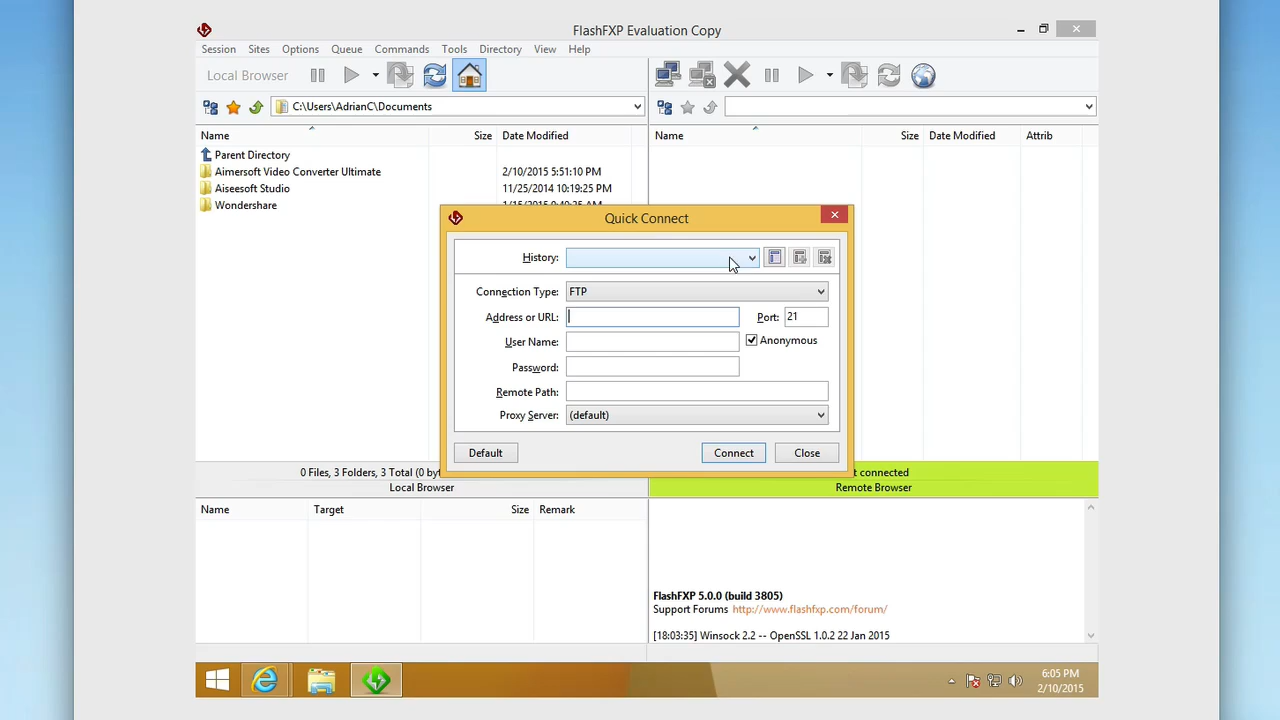 FlashFXP Evaluation Copy
Session Sites Options Queue Commands Tools Directory View Help
Local Browser
C:\Users\AdrianC\Documents
Name Size Date Modified
Name Size Date Modified Attrib
Parent Directory
Aimersoft Video Converter Ultimate 2/10/2015 5:51:10 PM
Aiseesoft Studio 11/25/2014 10:19:25 PM
Wondershare
Quick Connect
History:
Connection Type: FTP
Address or URL: Port: 21
User Name: Anonymous
Password:
Remote Path:
Proxy Server: (default)
Default Connect Close
0 Files, 3 Folders, 3 Total (0 by
t connected
Local Browser
Remote Browser
Name Target Size Remark
FlashFXP 5.0.0 (build 3805)
Support Forums http://www.flashfxp.com/forum/
[18:03:35] Winsock 2.2 -- OpenSSL 1.0.2 22 Jan 2015
6:05 PM
2/10/2015